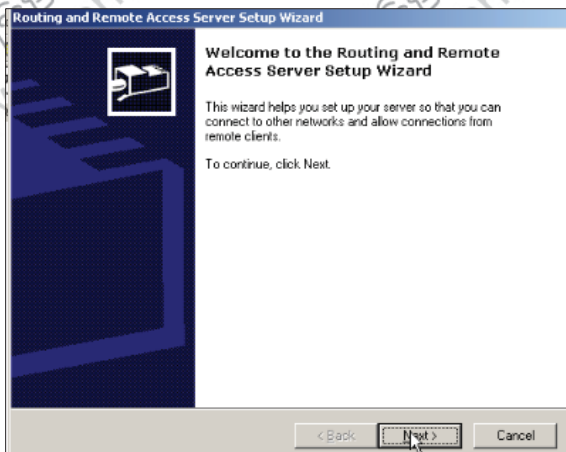 Routing and Remote Access Server Setup Wizard
Welcome to the Routing and Remote
Access Server Setup Wizard
This wizard helps you set up your server so that you can
connect to other networks and allow connections from
remote clients.
To continue, click Next.
< Back
Next >
Cancel